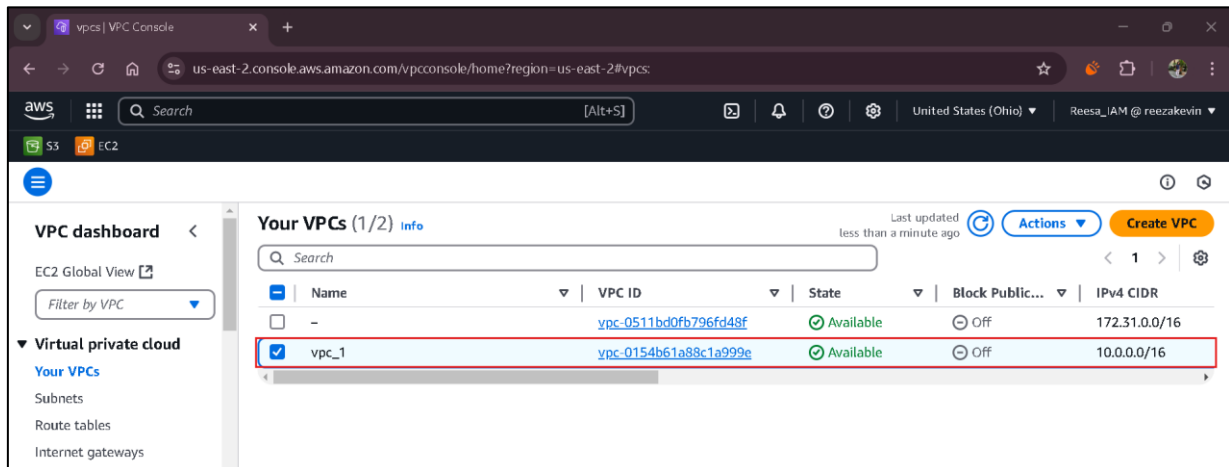 vpcs | VPC Console
us-east-2.console.aws.amazon.com/vpcconsole/home?region=us-east-2#vpcs:
aws Search [Alt+S] United States (Ohio) Reesa_IAM @ reezakevin
S3 EC2
VPC dashboard
EC2 Global View
Filter by VPC
Virtual private cloud
Your VPCs
Subnets
Route tables
Internet gateways
Your VPCs (1/2) Info
Last updated
less than a minute ago
Actions
Create VPC
Search
1
Name VPC ID State Block Public... IPv4 CIDR
– vpc-0511bd0fb796fd48f Available Off 172.31.0.0/16
vpc_1 vpc-0154b61a88c1a999e Available Off 10.0.0.0/16